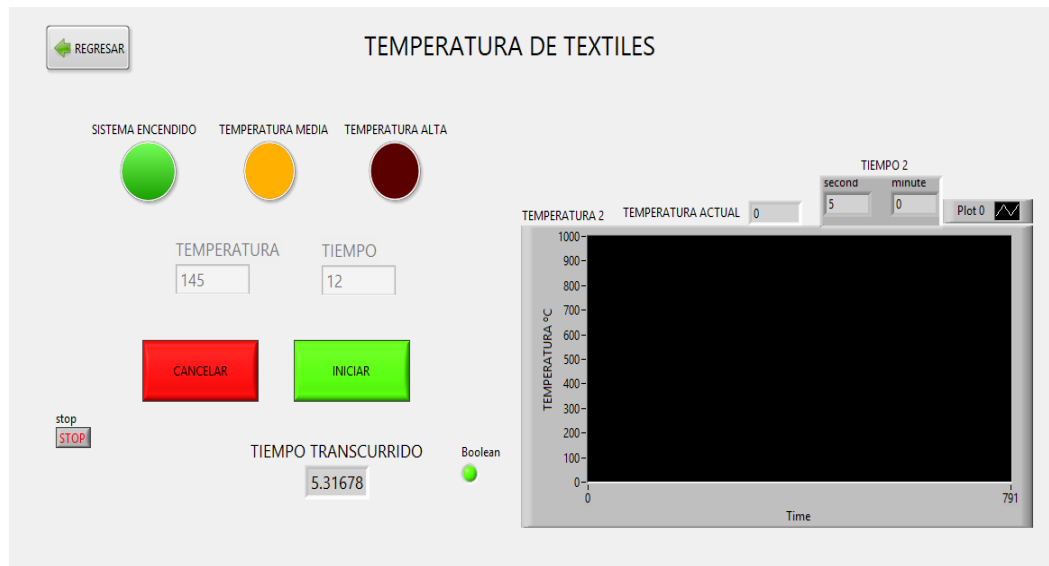 REGRESAR
TEMPERATURA DE TEXTILES
SISTEMA ENCENDIDO TEMPERATURA MEDIA TEMPERATURA ALTA
TEMPERATURA TIEMPO
145 12
CANCELAR INICIAR
stop
STOP
TIEMPO TRANSCURRIDO
5.31678
Boolean
TIEMPO 2
second minute
5 0
TEMPERATURA 2 TEMPERATURA ACTUAL 0
Plot 0
TEMPERATURA ºC
1000
900
800
700
600
500
400
300
200
100
0
0 791
Time